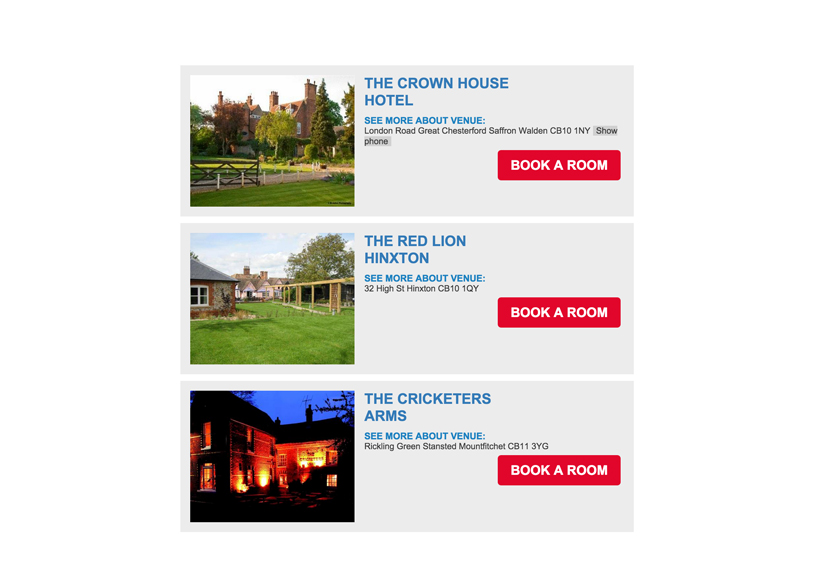 THE CROWN HOUSE
HOTEL
SEE MORE ABOUT VENUE:
London Road Great Chesterford Saffron Walden CB10 1NY Show
phone
BOOK A ROOM
THE RED LION
HINXTON
SEE MORE ABOUT VENUE:
32 High St Hinxton CB10 1QY
BOOK A ROOM
THE CRICKETERS
ARMS
SEE MORE ABOUT VENUE:
Rickling Green Stansted Mountfitchet CB11 3YG
BOOK A ROOM